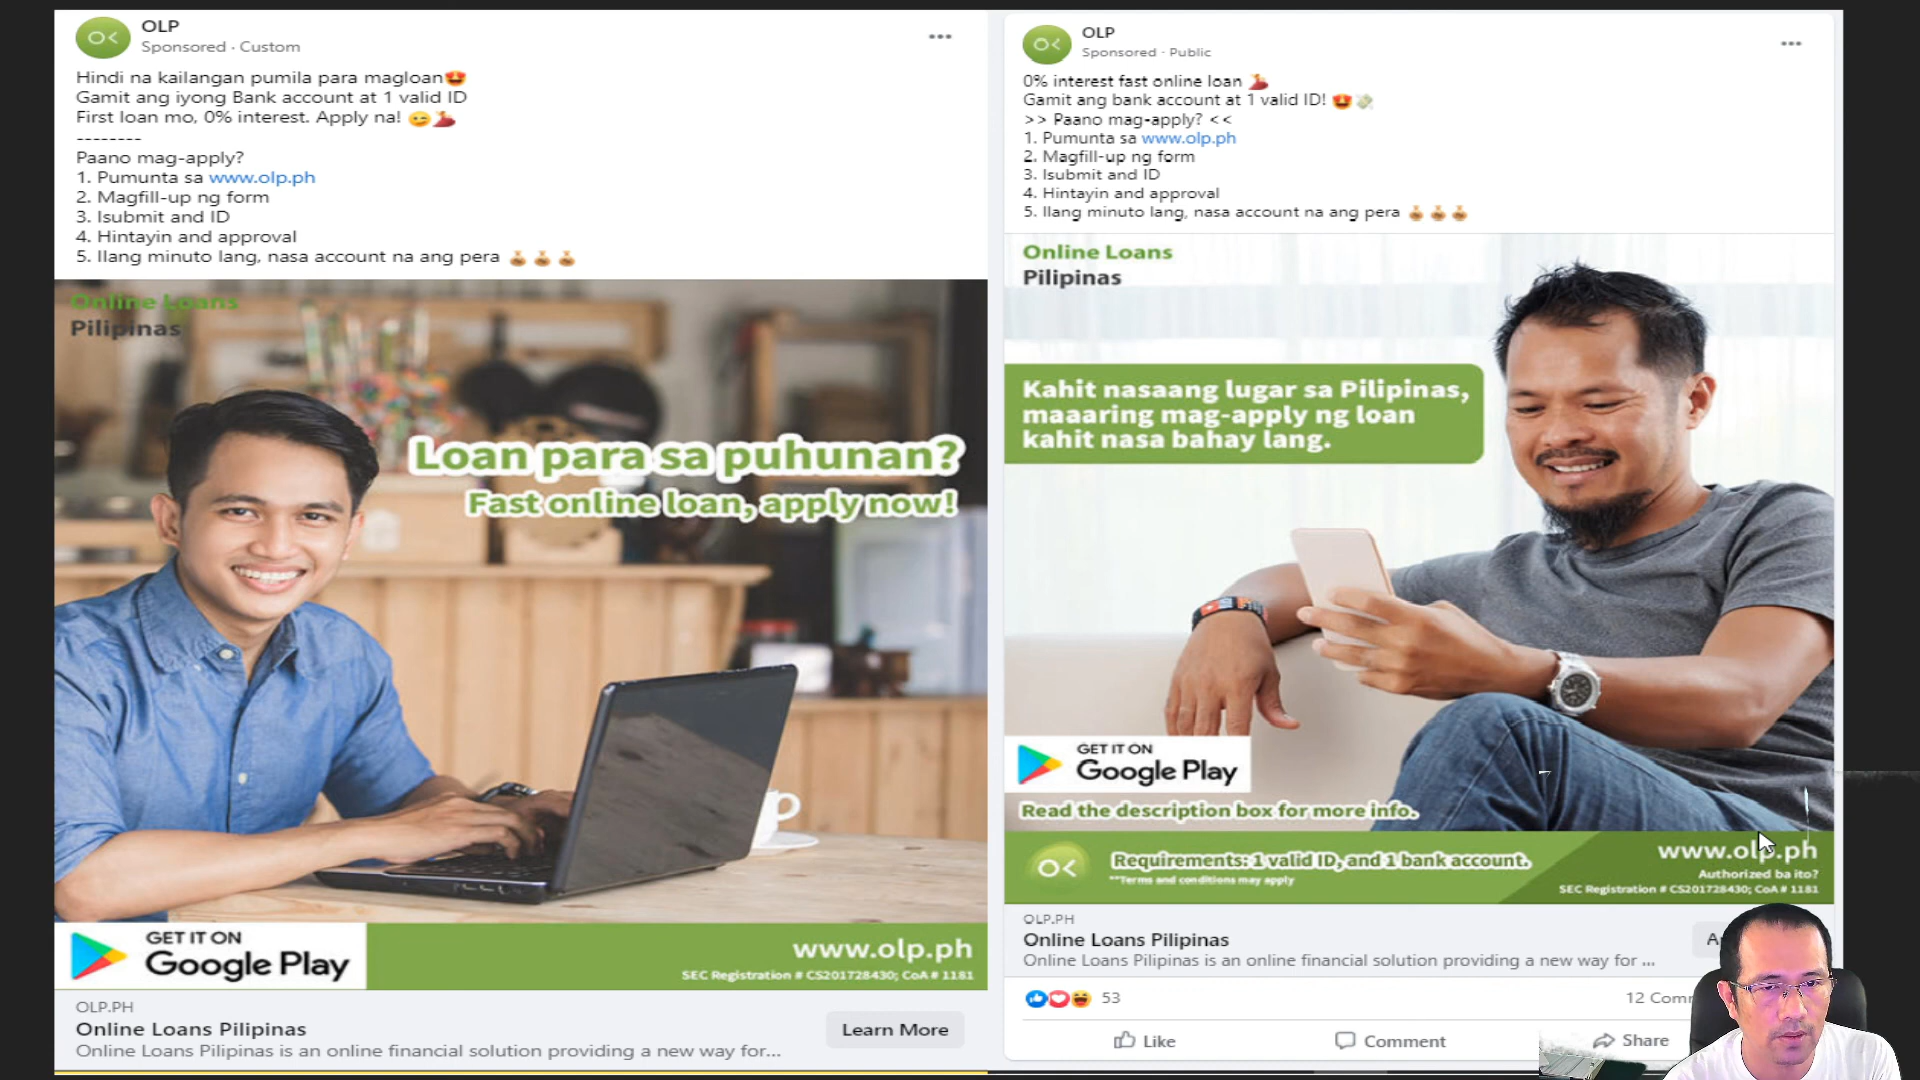 OLP
Sponsored · Custom
Hindi na kailangan pumila para magloan😍
Gamit ang iyong Bank account at 1 valid ID
First loan mo, 0% interest. Apply na! 😉💃
--------
Paano mag-apply?
1. Pumunta sa www.olp.ph
2. Magfill-up ng form
3. Isubmit and ID
4. Hintayin and approval
5. Ilang minuto lang, nasa account na ang pera 💰💰💰
Online Loans
Pilipinas
Loan para sa puhunan?
Fast online loan, apply now!
GET IT ON
Google Play
www.olp.ph
SEC Registration # CS201728430; CoA # 1181
OLP.PH
Online Loans Pilipinas
Online Loans Pilipinas is an online financial solution providing a new way for...
Learn More
OLP
Sponsored · Public
0% interest fast online loan 💃
Gamit ang bank account at 1 valid ID! 😍💸
>> Paano mag-apply? <<
1. Pumunta sa www.olp.ph
2. Magfill-up ng form
3. Isubmit and ID
4. Hintayin and approval
5. Ilang minuto lang, nasa account na ang pera 💰💰💰
Online Loans
Pilipinas
Kahit nasaang lugar sa Pilipinas,
maaaring mag-apply ng loan
kahit nasa bahay lang.
GET IT ON
Google Play
Read the description box for more info.
Requirements: 1 valid ID, and 1 bank account.
**Terms and conditions may apply
www.olp.ph
Authorized ba ito?
SEC Registration # CS201728430; CoA # 1181
OLP.PH
Online Loans Pilipinas
Online Loans Pilipinas is an online financial solution providing a new way for ...
53
12
Like
Comment
Share